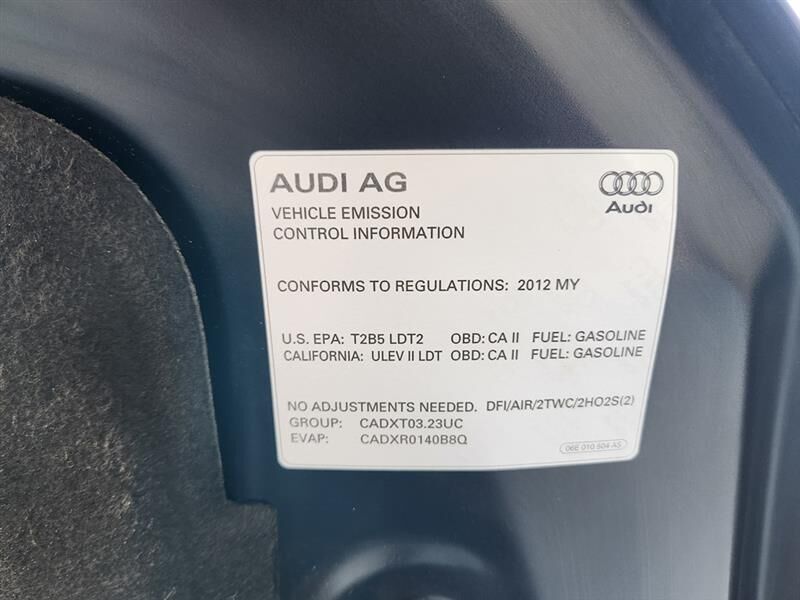 AUDI AG
Audi
VEHICLE EMISSION
CONTROL INFORMATION
CONFORMS TO REGULATIONS: 2012 MY
U.S. EPA: T2B5 LDT2 OBD: CA II FUEL: GASOLINE
CALIFORNIA: ULEV II LDT OBD: CA II FUEL: GASOLINE
NO ADJUSTMENTS NEEDED. DFI/AIR/2TWC/2HO2S(2)
GROUP: CADXT03.23UC
EVAP: CADXR0140B8Q
06E 010 504 AS